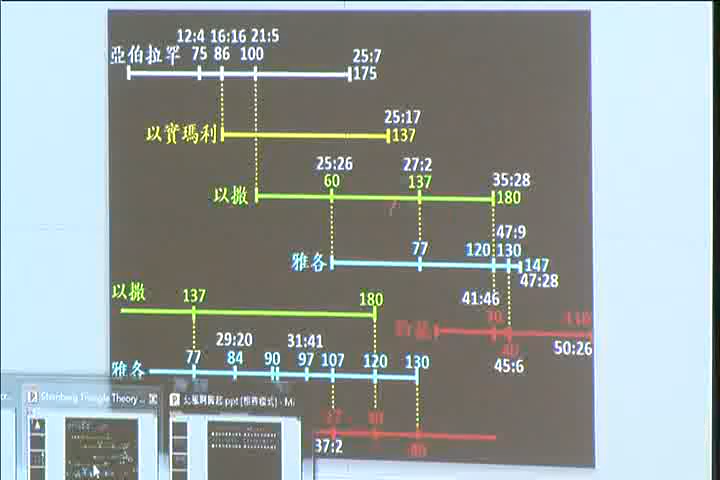 12:4 16:16 21:5
亞伯拉罕 75 86 100 25:7
175
25:17
以實瑪利 137
25:26 27:2
60 137 35:28
以撒 180
47:9
77 120 130
雅各 147
47:28
41:46
以撒 137 180
30 110
29:20 31:41
40 50:26
45:6
雅各 77 84 90 97 107 120 130
Sternberg Triangle Theory ...
17 30
37:2 40